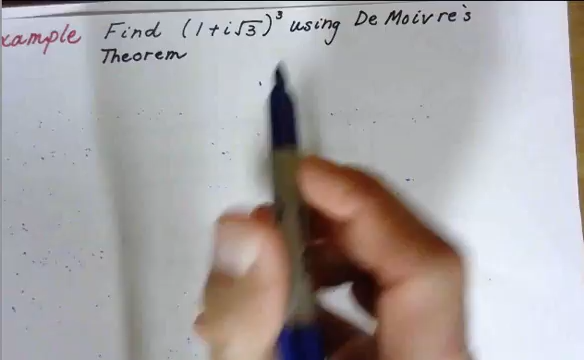 xample Find (1+i√3)³ using De Moivre's
Theorem